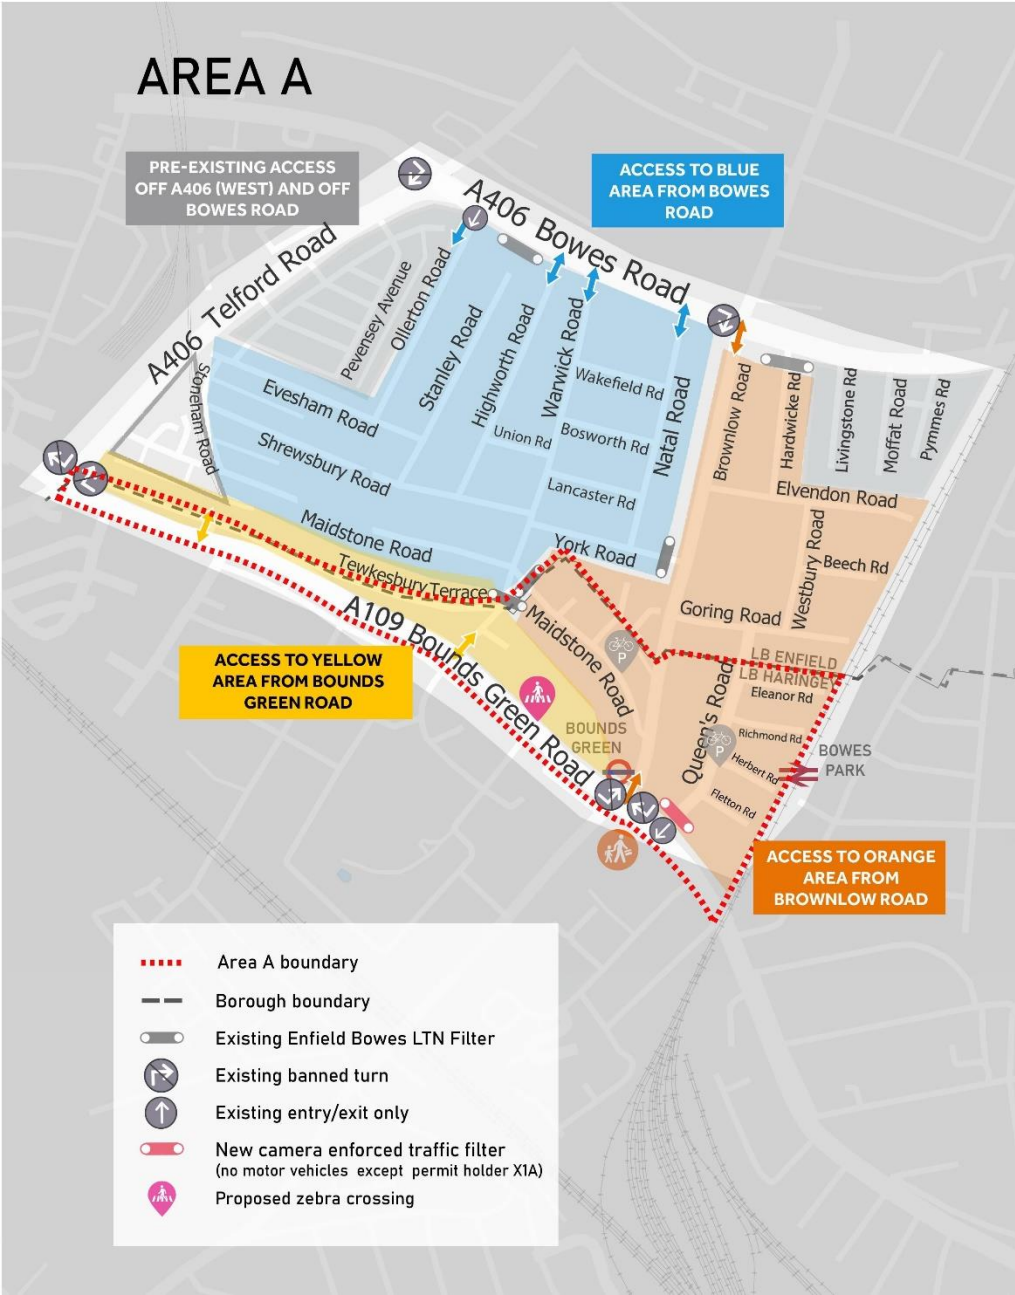 AREA A
PRE-EXISTING ACCESS
OFF A406 (WEST) AND OFF
BOWES ROAD
ACCESS TO BLUE
AREA FROM BOWES
ROAD
A406 Bowes Road
A406 Telford Road
Pevensey Avenue
Ollerton Road
Stanley Road
Highworth Road
Warwick Road
Wakefield Rd
Natal Road
Brownlow Road
Hardwicke Rd
Livingstone Rd
Moffat Road
Pymmes Rd
Stoneham Road
Evesham Road
Union Rd
Bosworth Rd
Shrewsbury Road
Lancaster Rd
Elvendon Road
Maidstone Road
York Road
Westbury Road
Beech Rd
Tewkesbury Terrace
A109 Bounds Green Road
Maidstone Road
Goring Road
LB ENFIELD
LB HARINGEY
Eleanor Rd
ACCESS TO YELLOW
AREA FROM BOUNDS
GREEN ROAD
P
Queen's Road
P
Richmond Rd
Herbert Rd
Fletton Rd
BOUNDS
GREEN
BOWES
PARK
ACCESS TO ORANGE
AREA FROM
BROWNLOW ROAD
Area A boundary
Borough boundary
Existing Enfield Bowes LTN Filter
Existing banned turn
Existing entry/exit only
New camera enforced traffic filter
(no motor vehicles except permit holder X1A)
Proposed zebra crossing